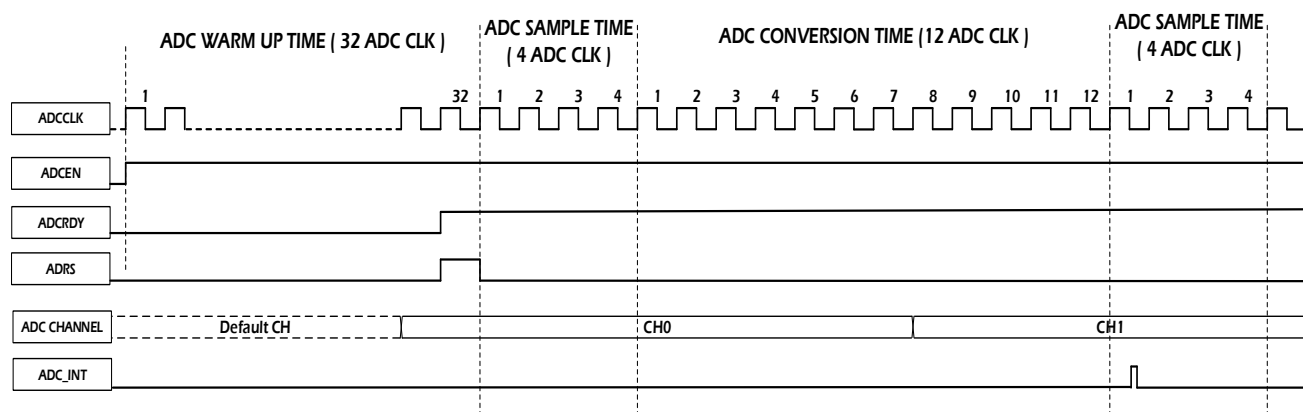 ADC WARM UP TIME ( 32 ADC CLK )
ADC SAMPLE TIME
( 4 ADC CLK )
ADC CONVERSION TIME (12 ADC CLK )
ADC SAMPLE TIME
( 4 ADC CLK )
ADCCLK
1 32 1 2 3 4 1 2 3 4 5 6 7 8 9 10 11 12 1 2 3 4
ADCEN
ADCRDY
ADRS
ADC CHANNEL Default CH CH0 CH1
ADC_INT